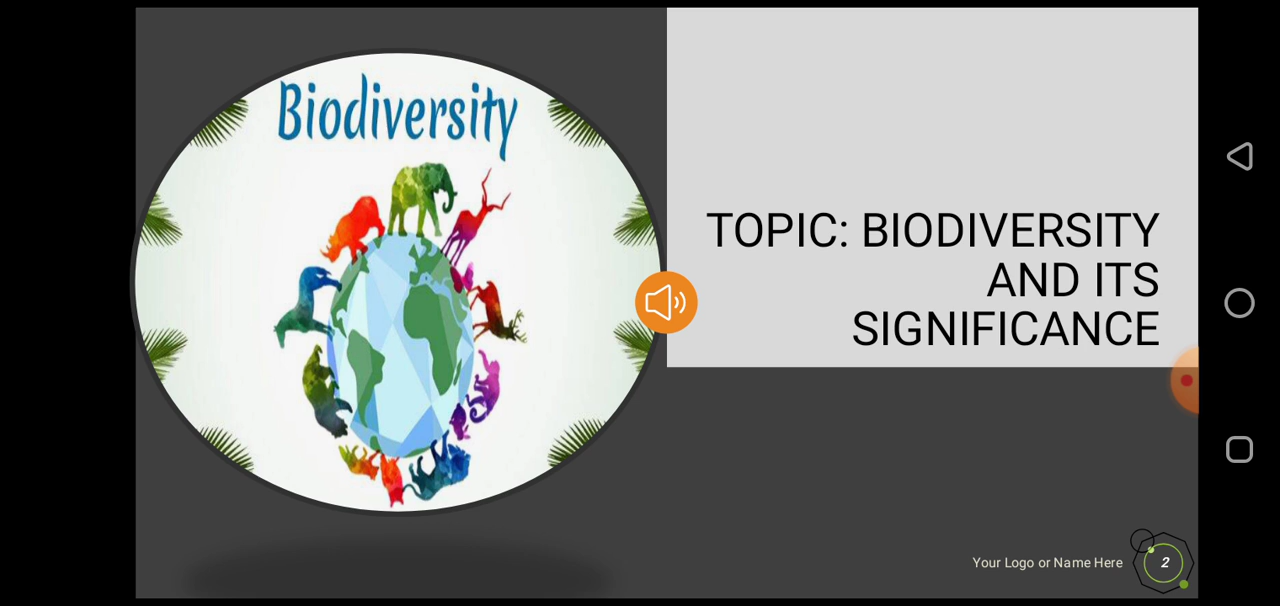 Biodiversity
TOPIC: BIODIVERSITY
AND ITS
SIGNIFICANCE
Your Logo or Name Here
2